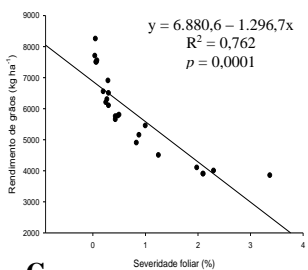 y = 6.880,6 – 1.296,7x
R² = 0,762
p = 0,0001
Rendimento de grãos (kg ha⁻¹)
9000
8000
7000
6000
5000
4000
3000
2000
0
1
2
3
4
Severidade foliar (%)